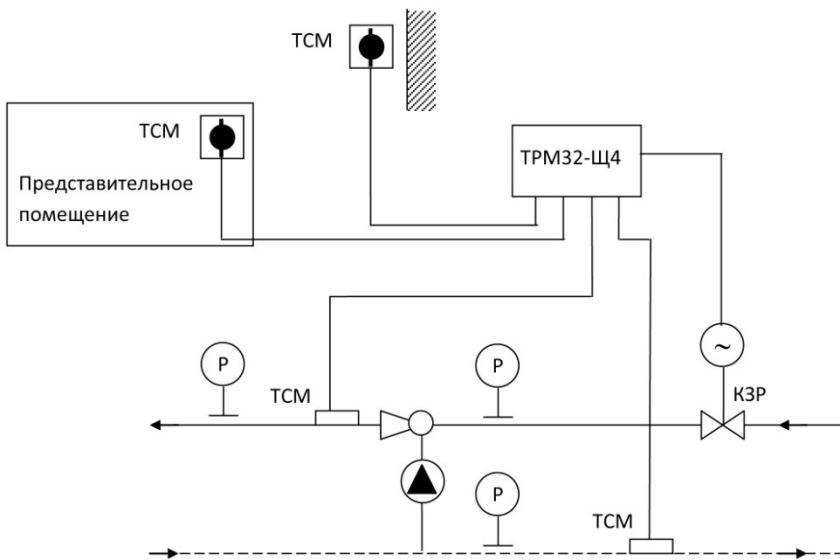 ТСМ
ТСМ
ТРМ32-Щ4
Представительное
помещение
~
P
P
КЗР
ТСМ
P
ТСМ